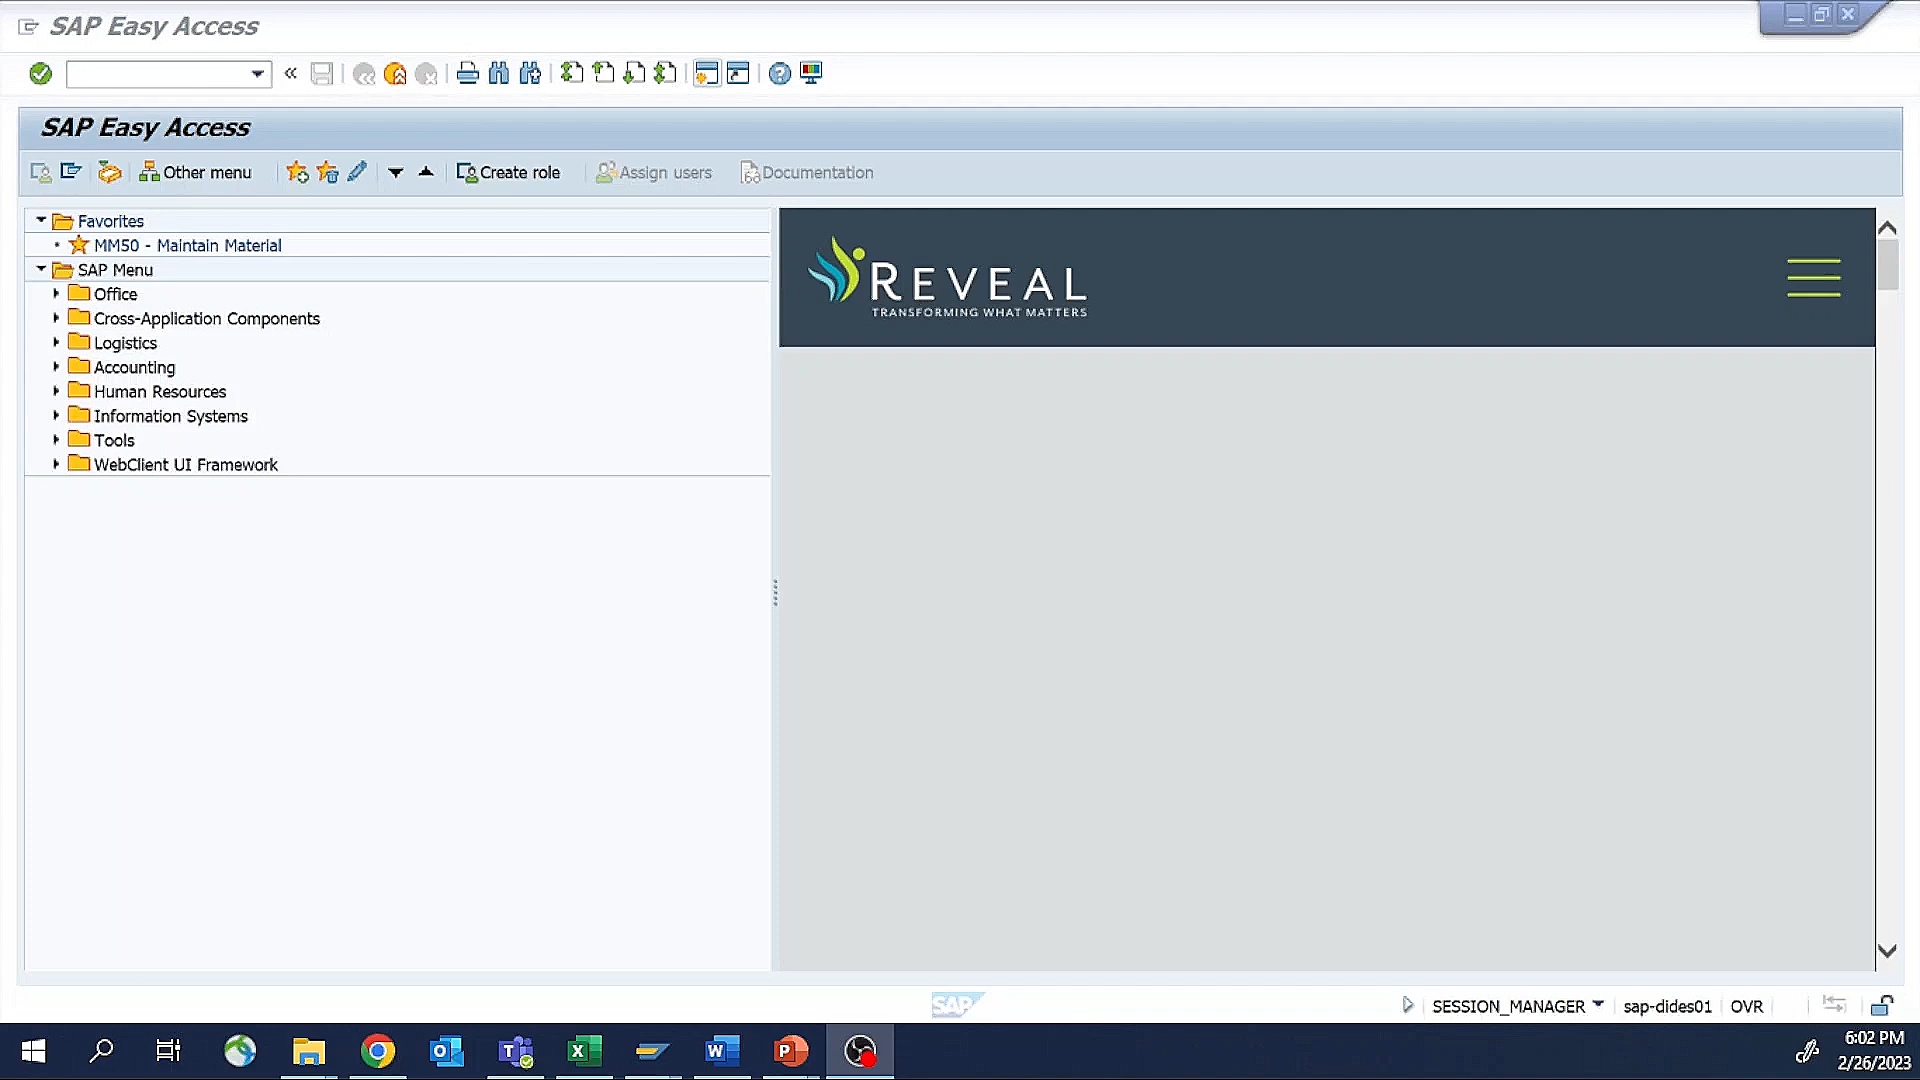 SAP Easy Access
SAP Easy Access
Other menu Create role Assign users Documentation
Favorites
MM50 - Maintain Material
SAP Menu
Office
Cross-Application Components
Logistics
Accounting
Human Resources
Information Systems
Tools
WebClient UI Framework
REVEAL
TRANSFORMING WHAT MATTERS
SAP
SESSION_MANAGER sap-dides01 OVR
6:02 PM
2/26/2023